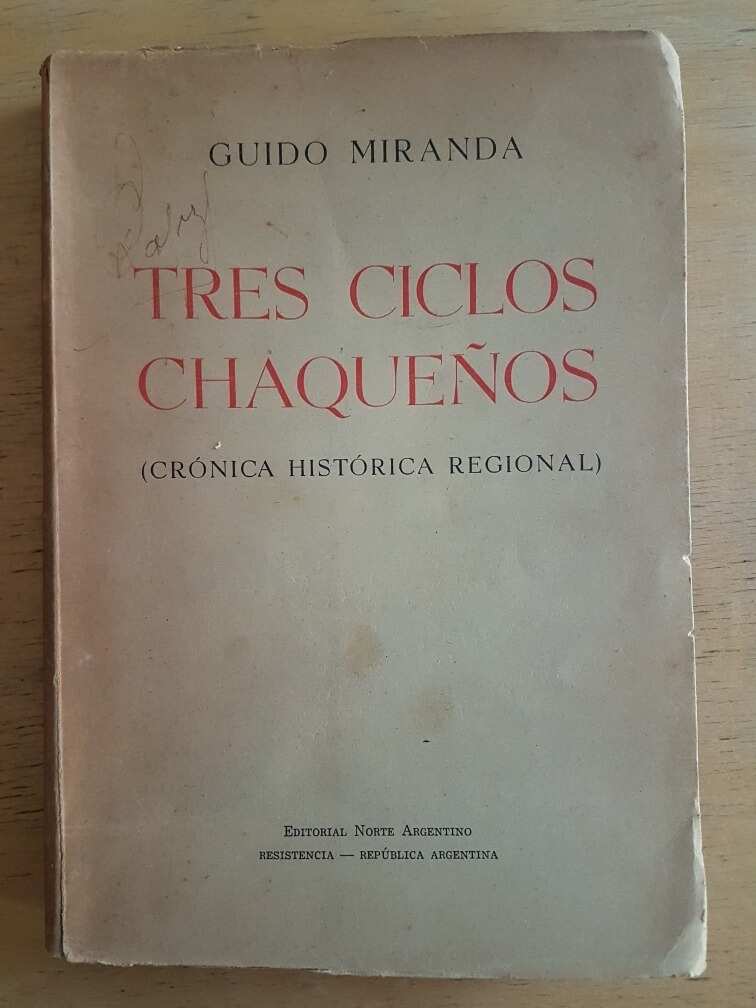 GUIDO MIRANDA
TRES CICLOS
CHAQUEÑOS
(CRÓNICA HISTÓRICA REGIONAL)
EDITORIAL NORTE ARGENTINO
RESISTENCIA — REPÚBLICA ARGENTINA